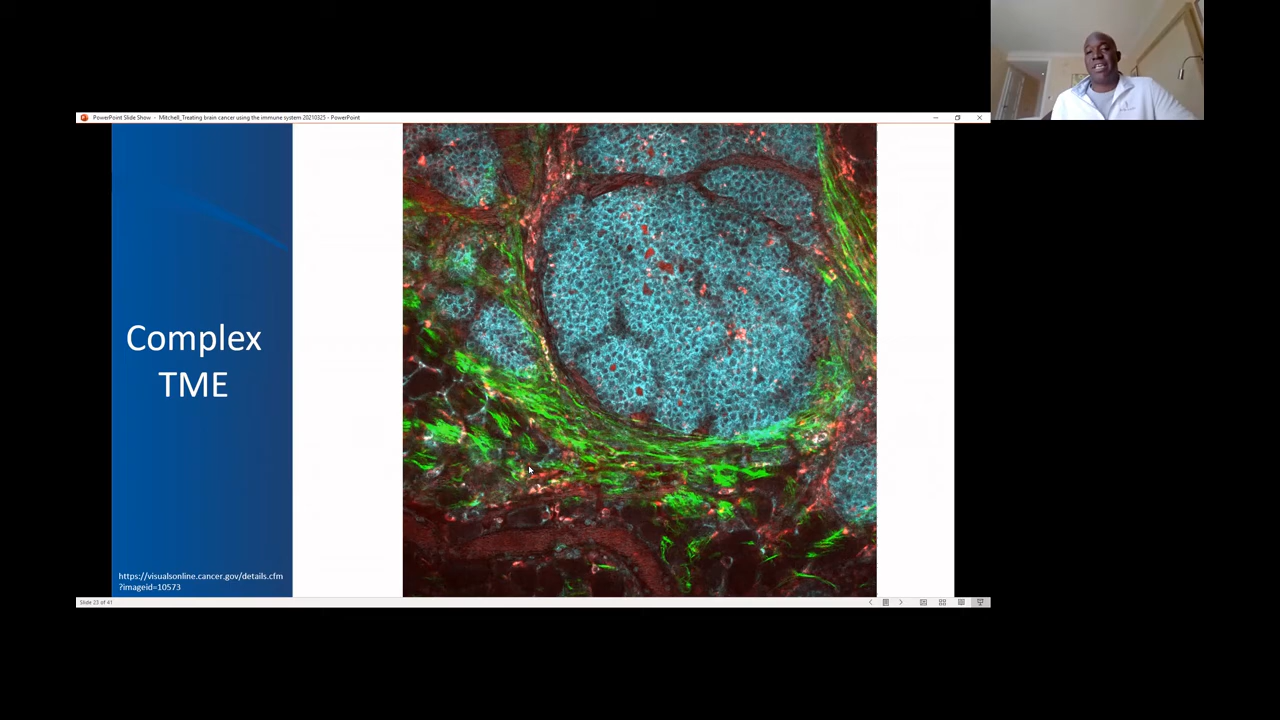 PowerPoint Slide Show - Mitchell_Treating brain cancer using the immune system 20210325 - PowerPoint
Complex
TME
https://visualsonline.cancer.gov/details.cfm
?imageid=10573
Slide 23 of 41